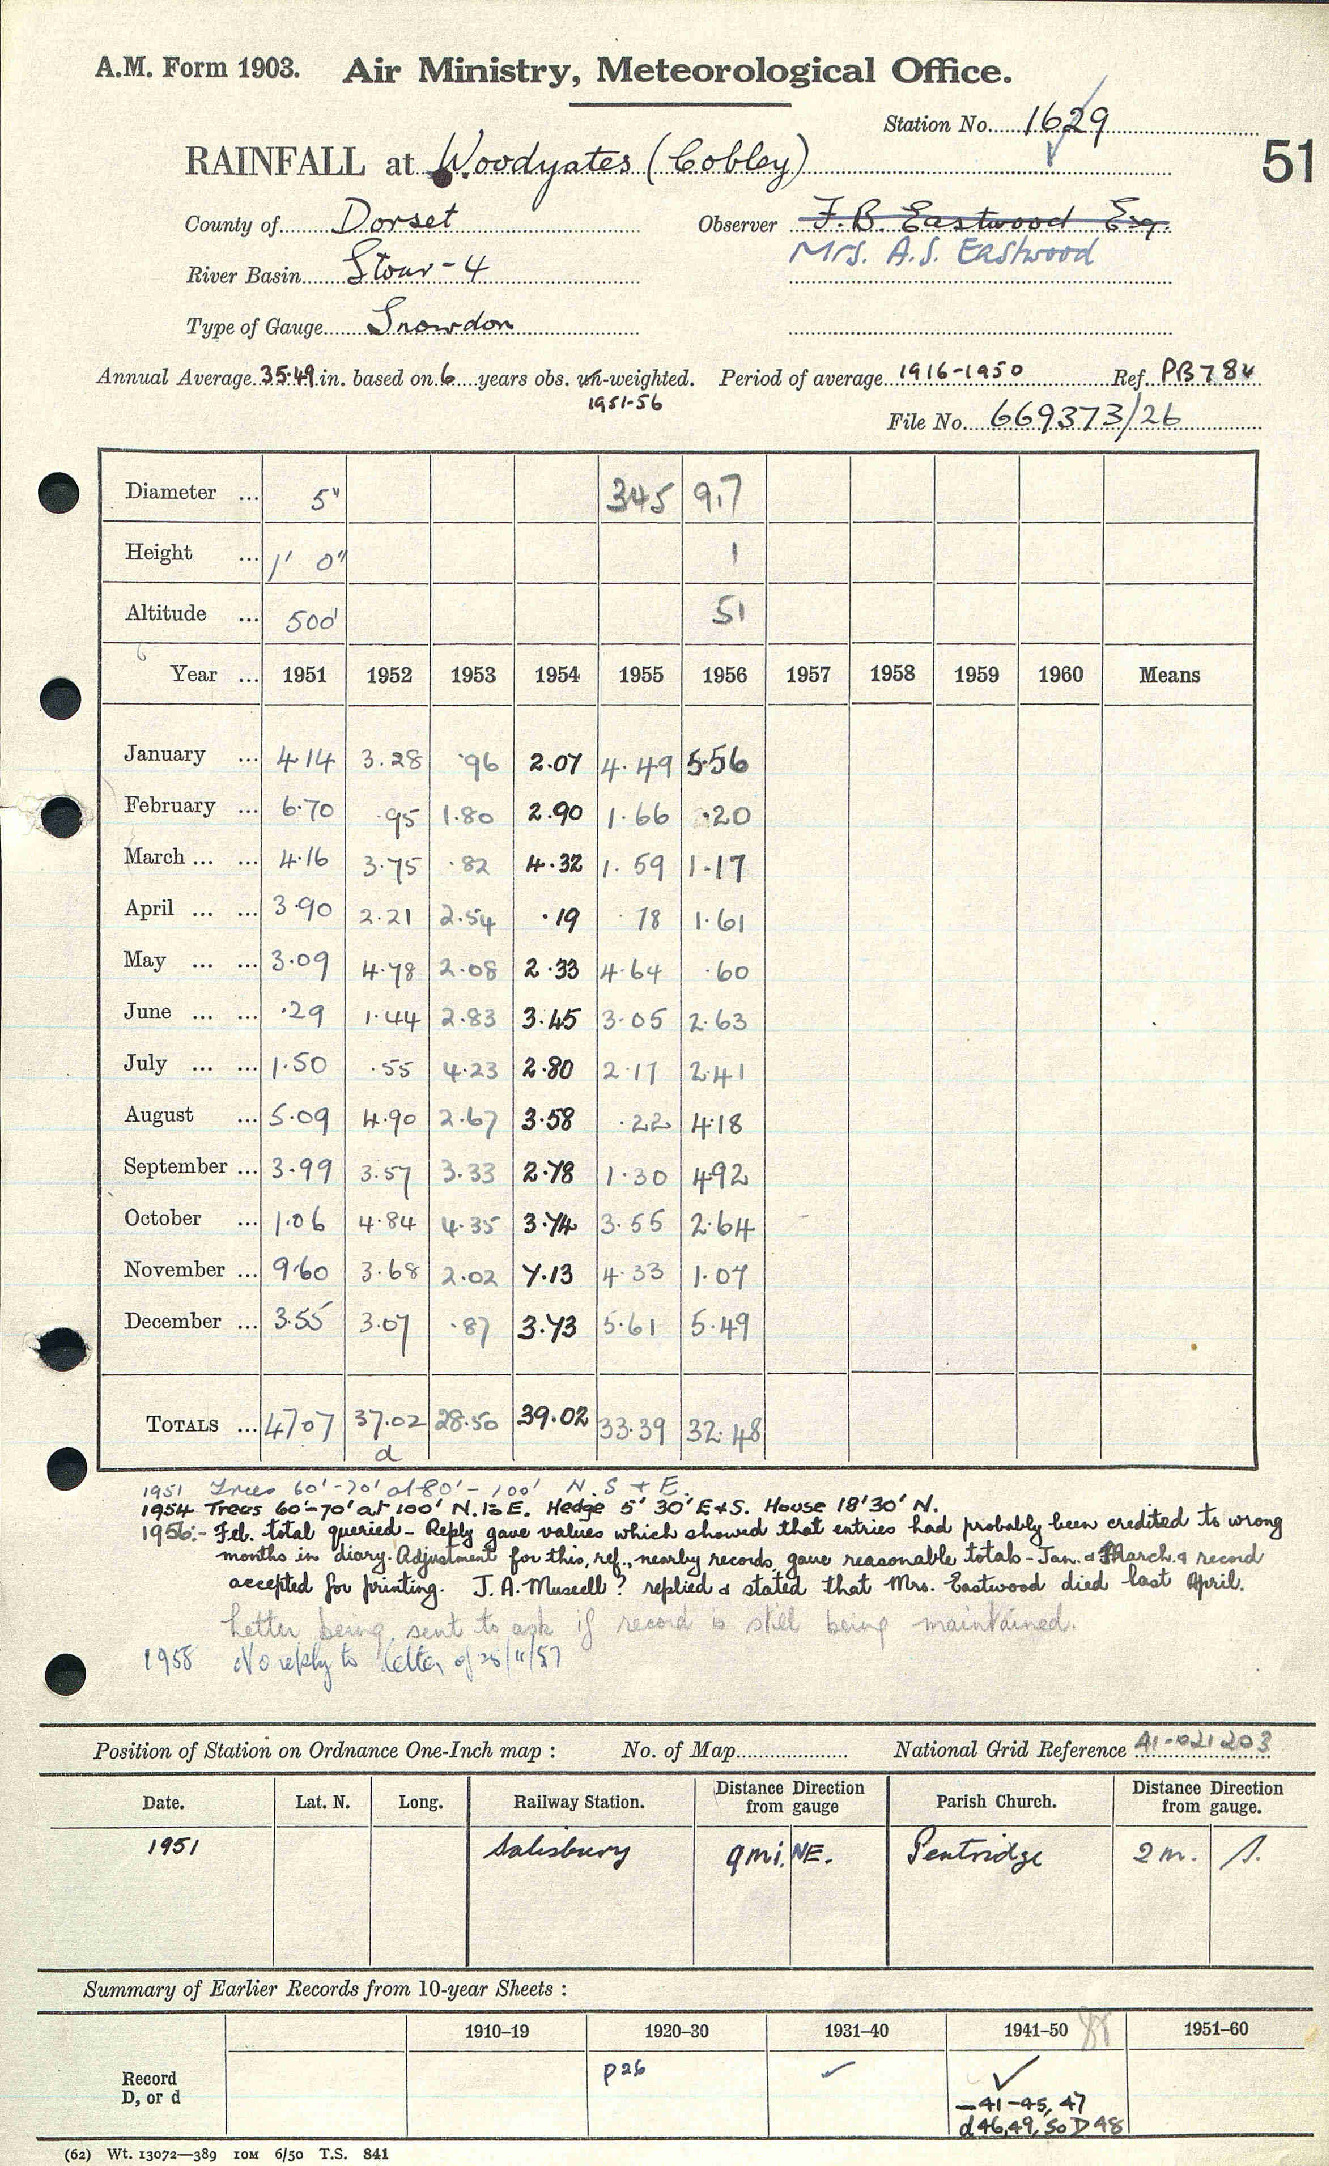 A.M. Form 1903. Air Ministry, Meteorological Office.
Station No. 1629
51
RAINFALL at Woodyates (Cobley)
County of Dorset Observer F.B. Eastwood Esq.
Mrs. A.S. Eastwood
River Basin Stour-4
Type of Gauge Snowdon
Annual Average 35.49 in. based on 6 years obs. un-weighted. Period of average 1916-1950 Ref. PB784
1951-56
File No. 669373/26
Diameter ... 5" 345 9.7
Height ... 1' 0" 1
Altitude ... 500' 51
Year ... 1951 1952 1953 1954 1955 1956 1957 1958 1959 1960 Means
January ... 4.14 3.28 .96 2.07 4.49 5.56
February ... 6.70 .95 1.80 2.90 1.66 .20
March ... ... 4.16 3.75 .82 4.32 1.59 1.17
April ... ... 3.90 2.21 2.54 .19 .78 1.61
May ... ... 3.09 4.78 2.08 2.33 4.64 .60
June ... ... .29 1.44 2.83 3.45 3.05 2.63
July ... ... 1.50 .55 4.23 2.80 2.17 2.41
August ... 5.09 4.90 2.67 3.58 .22 4.18
September ... 3.99 3.57 3.33 2.78 1.30 4.92
October ... 1.06 4.84 4.35 3.74 3.55 2.64
November ... 9.60 3.68 2.02 7.13 4.33 1.07
December ... 3.55 3.07 .87 3.73 5.61 5.49
TOTALS ... 47.07 37.02 28.50 39.02 33.39 32.48
d
1951 Trees 60'-70' at 80'-100' N. S & E.
1954 Trees 60'-70' at 100' N. to E. Hedge 5' 30' E & S. House 18' 30' N.
1956:- Feb. total queried - Reply gave values which showed that entries had probably been credited to wrong
months in diary. Adjustment for this, ref., nearby records, gave reasonable totals - Jan. & March. & record
accepted for printing. J.A. Mussell? replied & stated that Mrs. Eastwood died last April.
Letter being sent to ask if record is still being maintained.
1958 No reply to letter of 25/11/57
Position of Station on Ordnance One-Inch map : No. of Map National Grid Reference 41-021203
Date. Lat. N. Long. Railway Station. Distance from gauge Direction Parish Church. Distance from gauge. Direction
1951 Salisbury 9mi. NE. Pentridge 2m. S.
Summary of Earlier Records from 10-year Sheets :
1910–19 1920–30 1931–40 1941–50 1951–60
Record D, or d P26 ✓ ✓
-41-45, 47
d46,49,'50 D48
(62) Wt. 13072—389 10M 6/50 T.S. 841